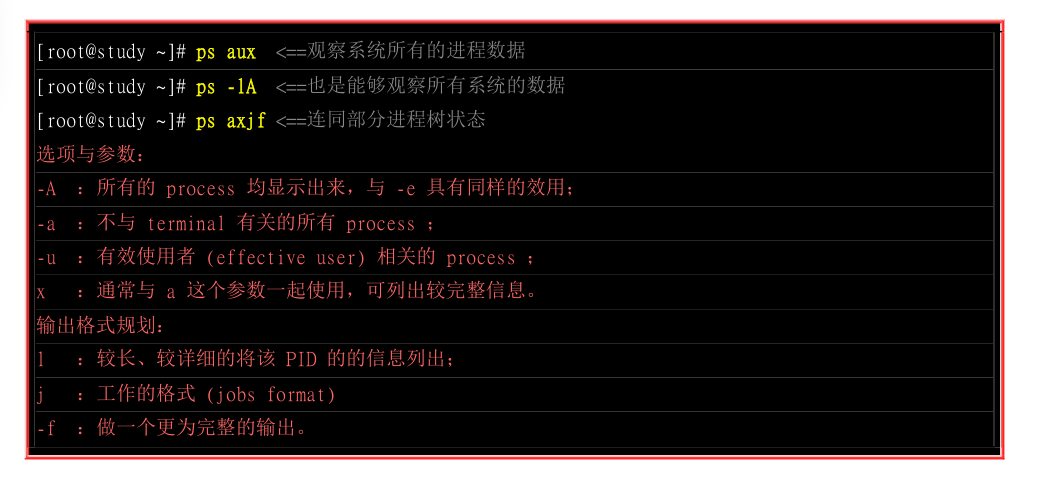 [root@study ~]# ps aux <==观察系统所有的进程数据
[root@study ~]# ps -lA <==也是能够观察所有系统的数据
[root@study ~]# ps axjf <==连同部分进程树状态
选项与参数：
-A ：所有的 process 均显示出来，与 -e 具有同样的效用；
-a ：不与 terminal 有关的所有 process ；
-u ：有效使用者 (effective user) 相关的 process ；
x ：通常与 a 这个参数一起使用，可列出较完整信息。
输出格式规划：
l ：较长、较详细的将该 PID 的的信息列出；
j ：工作的格式 (jobs format)
-f ：做一个更为完整的输出。